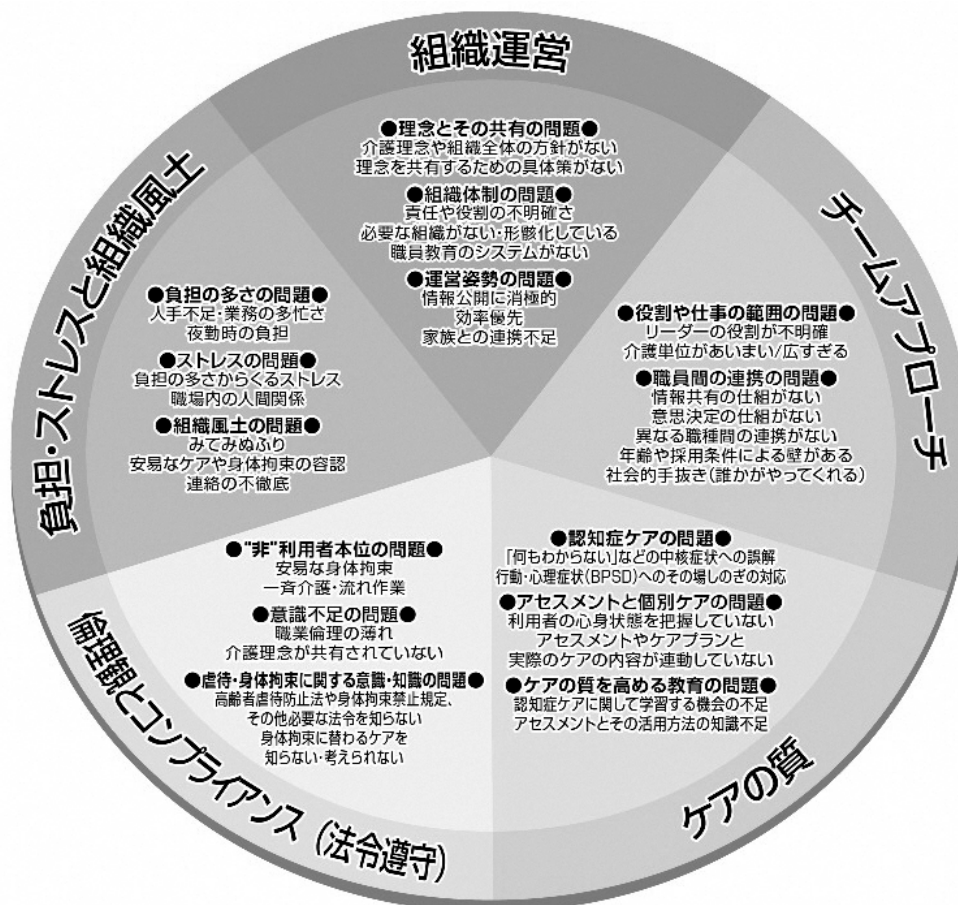 組織運営
●理念とその共有の問題●
介護理念や組織全体の方針がない
理念を共有するための具体策がない
●組織体制の問題●
責任や役割の不明確さ
必要な組織がない・形骸化している
職員教育のシステムがない
●運営姿勢の問題●
情報公開に消極的
効率優先
家族との連携不足
チームアプローチ
●役割や仕事の範囲の問題●
リーダーの役割が不明確
介護単位があいまい/広すぎる
●職員間の連携の問題●
情報共有の仕組がない
意思決定の仕組がない
異なる職種間の連携がない
年齢や採用条件による壁がある
社会的手抜き(誰かがやってくれる)
ケアの質
●認知症ケアの問題●
「何もわからない」などの中核症状への誤解
行動・心理症状(BPSD)へのその場しのぎの対応
●アセスメントと個別ケアの問題●
利用者の心身状態を把握していない
アセスメントやケアプランと
実際のケアの内容が連動していない
●ケアの質を高める教育の問題●
認知症ケアに関して学習する機会の不足
アセスメントとその活用方法の知識不足
倫理観とコンプライアンス(法令遵守)
●"非"利用者本位の問題●
安易な身体拘束
一斉介護・流れ作業
●意識不足の問題●
職業倫理の薄れ
介護理念が共有されていない
●虐待・身体拘束に関する意識・知識の問題●
高齢者虐待防止法や身体拘束禁止規定、
その他必要な法令を知らない
身体拘束に替わるケアを
知らない・考えられない
負担・ストレスと組織風土
●負担の多さの問題●
人手不足・業務の多忙さ
夜勤時の負担
●ストレスの問題●
負担の多さからくるストレス
職場内の人間関係
●組織風土の問題●
みてみぬふり
安易なケアや身体拘束の容認
連絡の不徹底